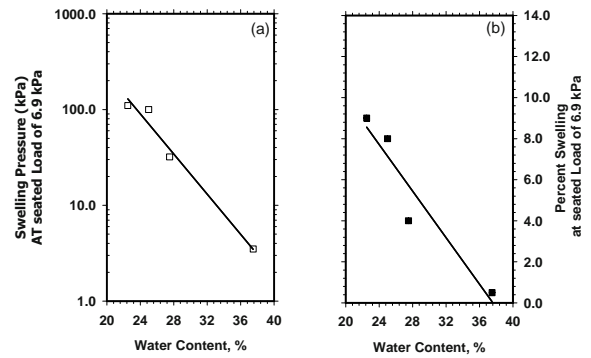 (a)
Swelling Pressure (kPa)
AT seated Load of 6.9 kPa
1000.0
100.0
10.0
1.0
20 24 28 32 36 40
Water Content, %
(b)
14.0
12.0
10.0
8.0
6.0
4.0
2.0
0.0
Percent Swelling
at seated Load of 6.9 kPa
20 24 28 32 36 40
Water Content, %